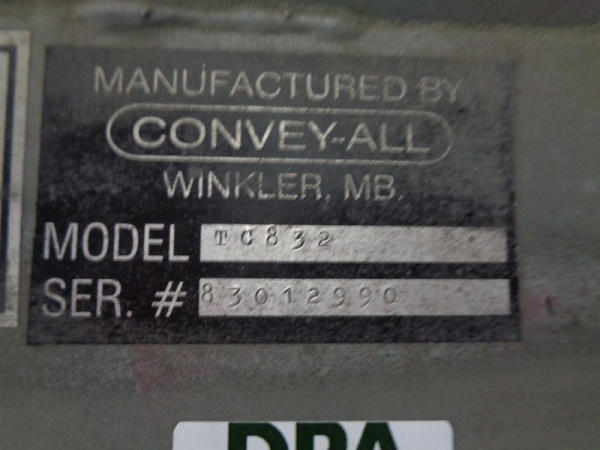 MANUFACTURED BY
CONVEY-ALL
WINKLER, MB.
MODEL TC832
SER. # 83012990